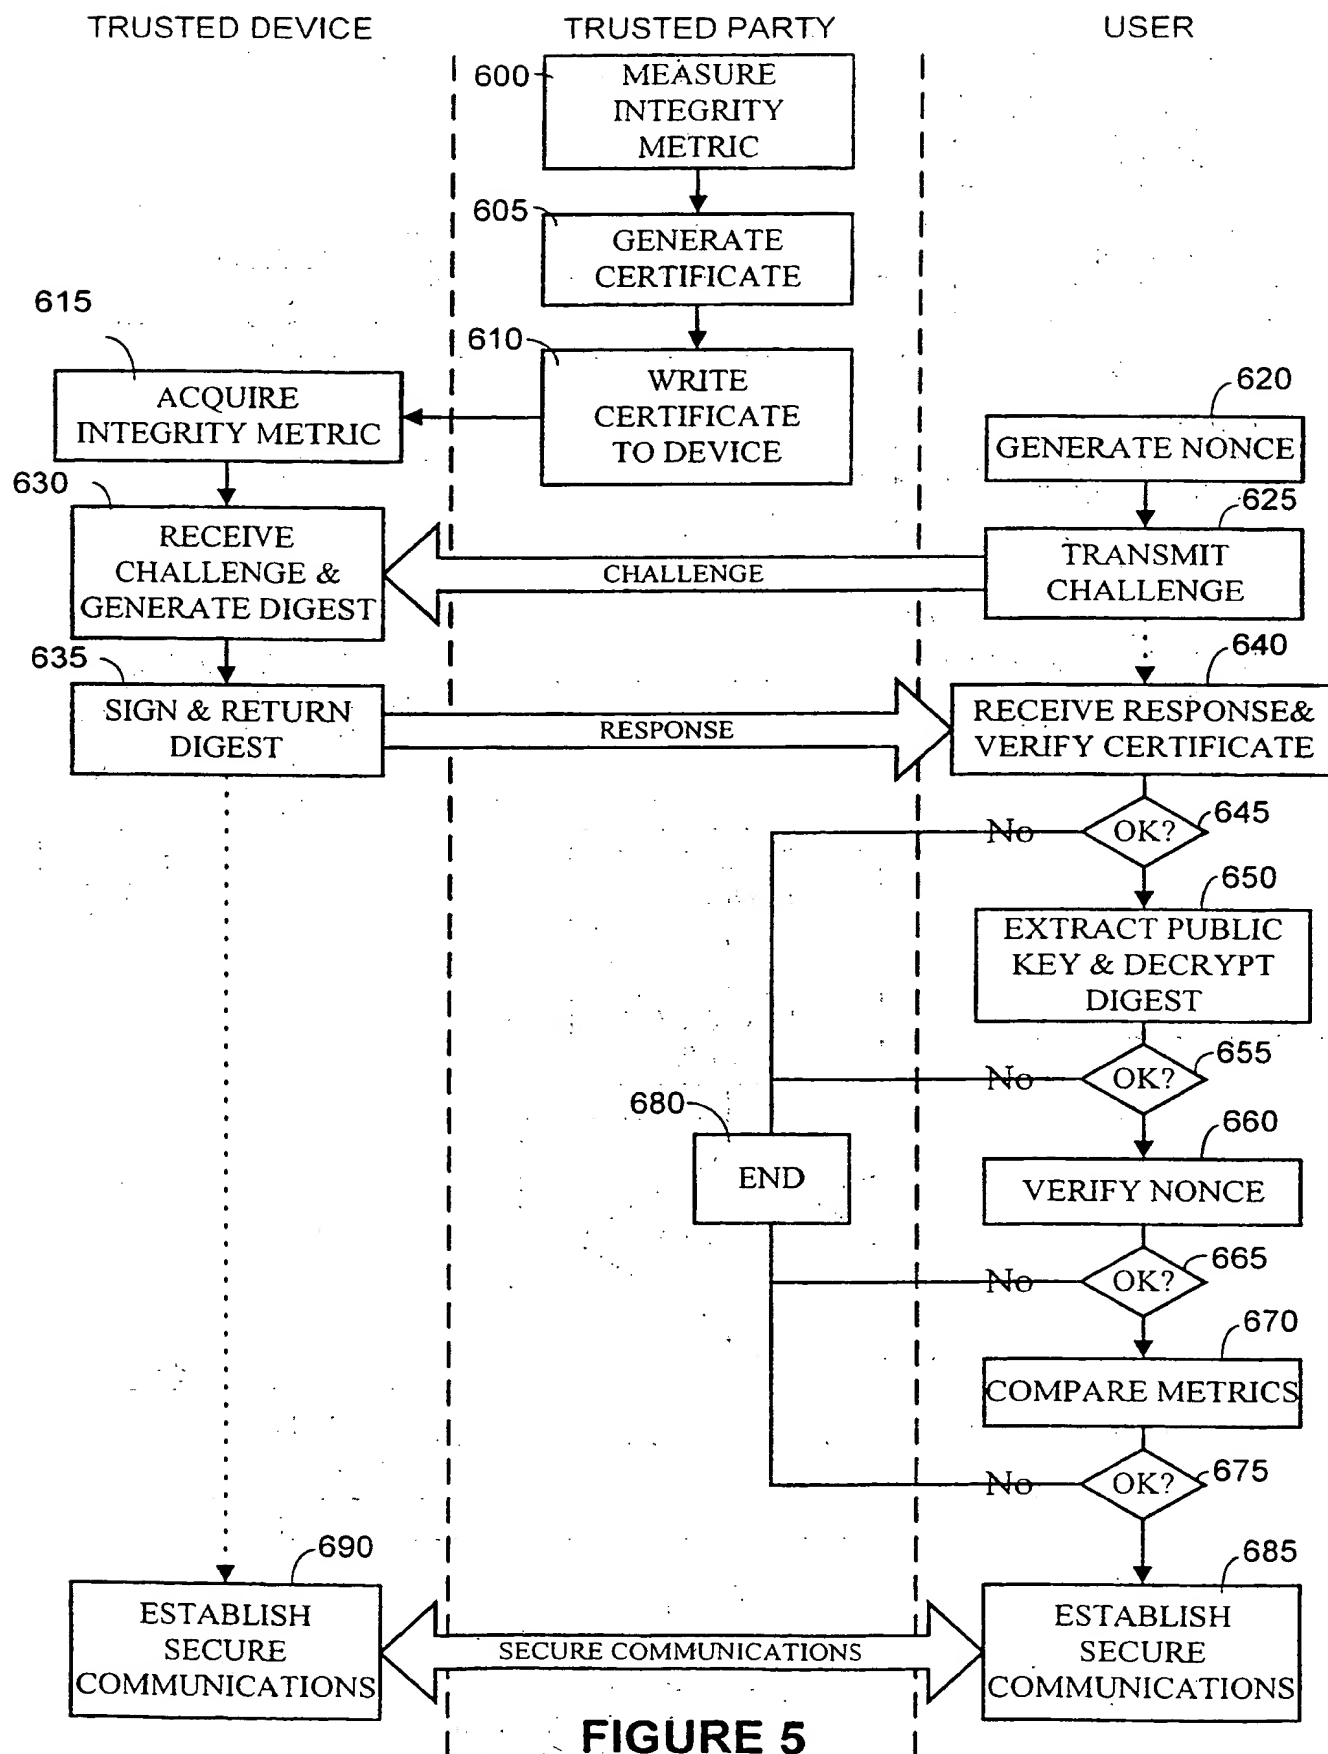 TRUSTED DEVICE
TRUSTED PARTY
USER
600
MEASURE
INTEGRITY
METRIC
605
GENERATE
CERTIFICATE
610
WRITE
CERTIFICATE
TO DEVICE
615
ACQUIRE
INTEGRITY METRIC
620
GENERATE NONCE
625
TRANSMIT
CHALLENGE
CHALLENGE
630
RECEIVE
CHALLENGE &
GENERATE DIGEST
635
SIGN & RETURN
DIGEST
RESPONSE
640
RECEIVE RESPONSE&
VERIFY CERTIFICATE
645
OK?
No
650
EXTRACT PUBLIC
KEY & DECRYPT
DIGEST
655
OK?
No
680
END
660
VERIFY NONCE
665
OK?
No
670
COMPARE METRICS
675
OK?
No
690
ESTABLISH
SECURE
COMMUNICATIONS
SECURE COMMUNICATIONS
685
ESTABLISH
SECURE
COMMUNICATIONS
FIGURE 5